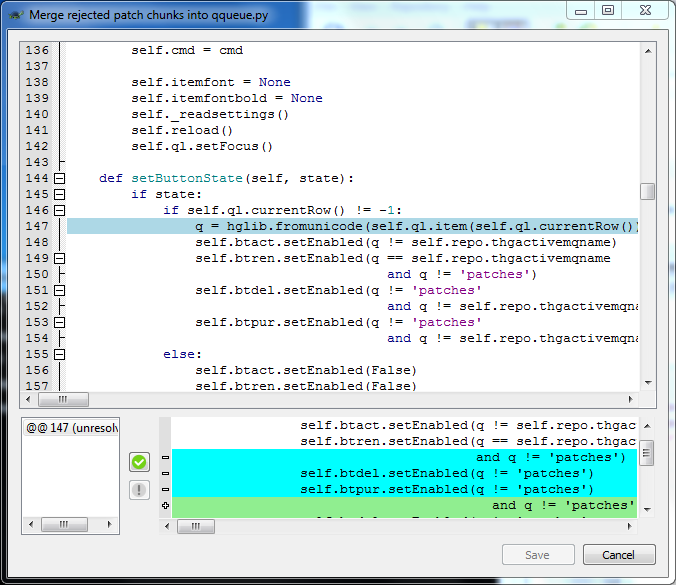 Merge rejected patch chunks into qqueue.py
136 self.cmd = cmd
137
138 self.itemfont = None
139 self.itemfontbold = None
140 self._readsettings()
141 self.reload()
142 self.ql.setFocus()
143
144 def setButtonState(self, state):
145 if state:
146 if self.ql.currentRow() != -1:
147 q = hglib.fromunicode(self.ql.item(self.ql.currentRow())
148 self.btact.setEnabled(q != self.repo.thgactivemqname)
149 self.btren.setEnabled(q == self.repo.thgactivemqname
150 and q != 'patches')
151 self.btdel.setEnabled(q != 'patches'
152 and q != self.repo.thgactivemqna
153 self.btpur.setEnabled(q != 'patches'
154 and q != self.repo.thgactivemqna
155 else:
156 self.btact.setEnabled(False)
157 self.btren.setEnabled(False)
@@ 147 (unresolv
self.btact.setEnabled(q != self.repo.thgac
self.btren.setEnabled(q == self.repo.thgac
and q != 'patches')
self.btdel.setEnabled(q != 'patches')
self.btpur.setEnabled(q != 'patches')
and q != 'patches'
Save
Cancel